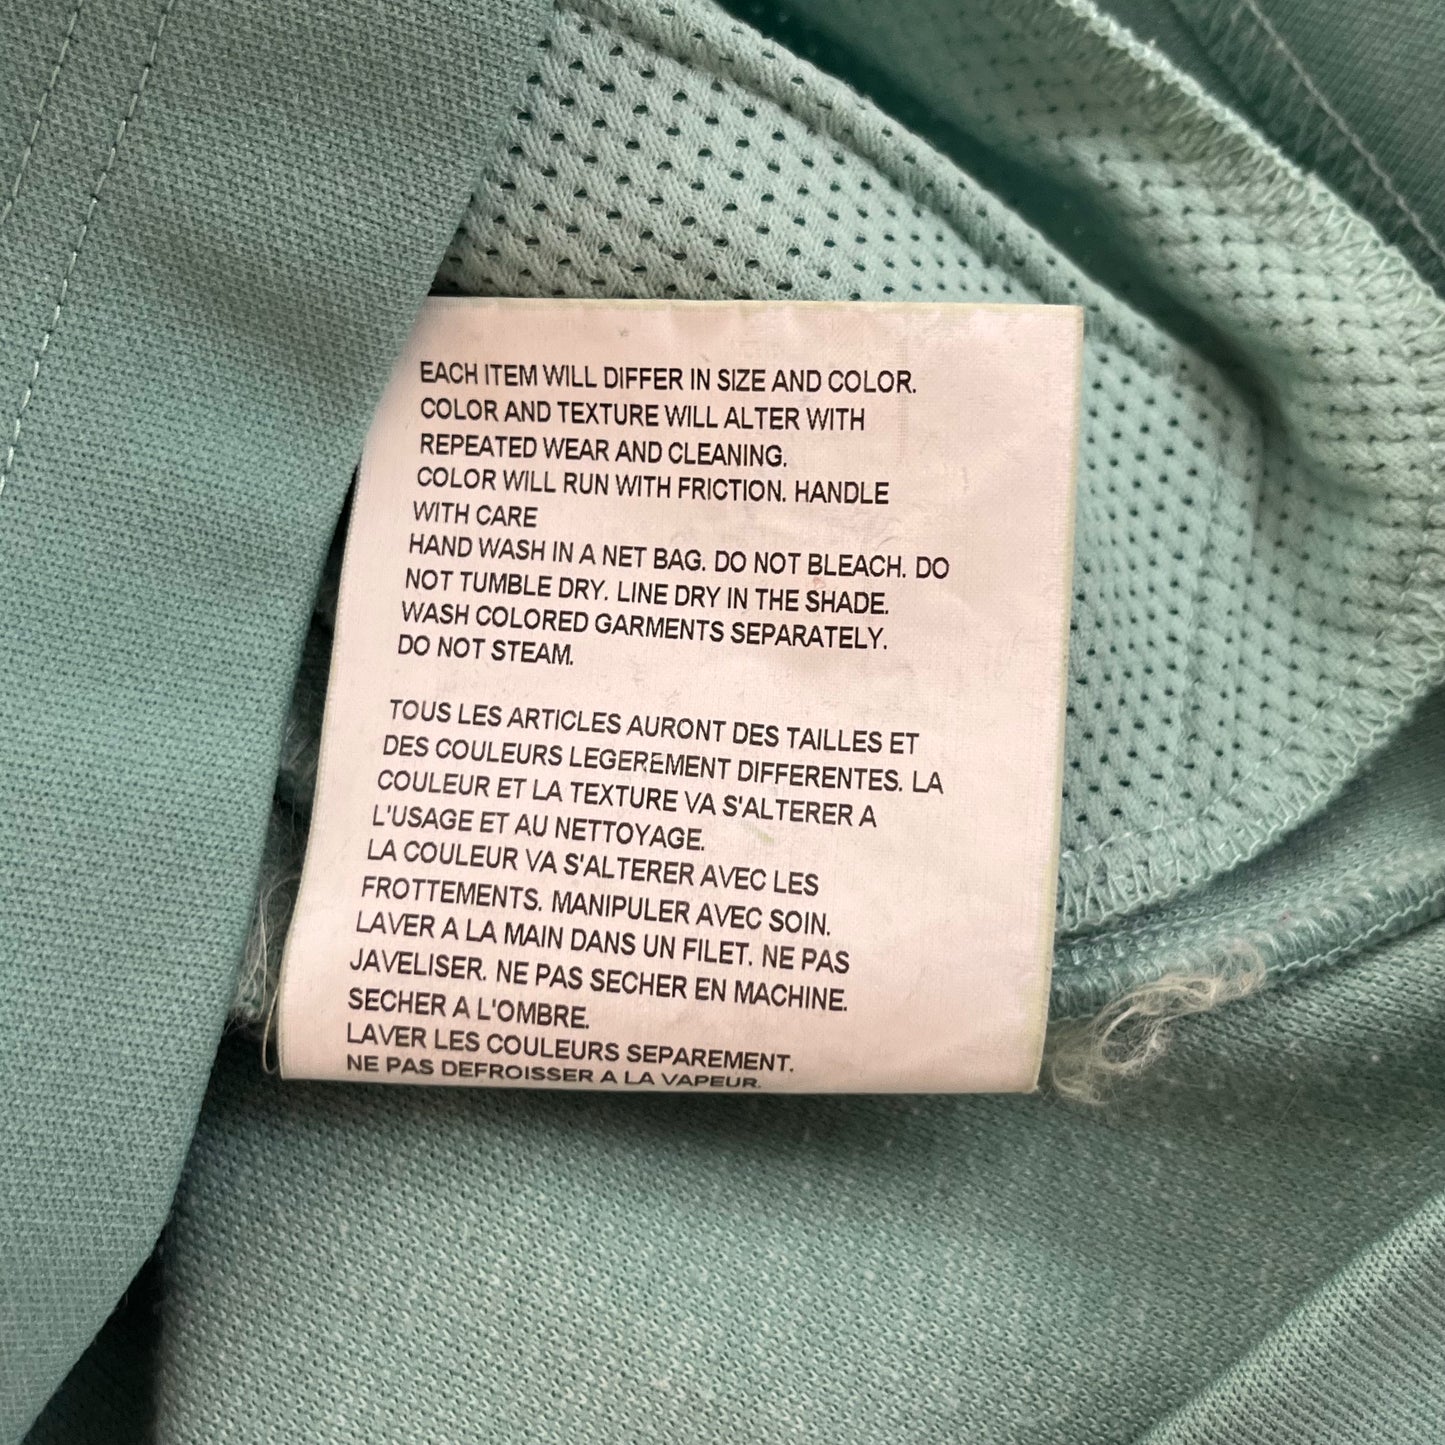 EACH ITEM WILL DIFFER IN SIZE AND COLOR.
COLOR AND TEXTURE WILL ALTER WITH
REPEATED WEAR AND CLEANING.
COLOR WILL RUN WITH FRICTION. HANDLE
WITH CARE
HAND WASH IN A NET BAG. DO NOT BLEACH. DO
NOT TUMBLE DRY. LINE DRY IN THE SHADE.
WASH COLORED GARMENTS SEPARATELY.
DO NOT STEAM.
TOUS LES ARTICLES AURONT DES TAILLES ET
DES COULEURS LEGEREMENT DIFFERENTES. LA
COULEUR ET LA TEXTURE VA S'ALTERER A
L'USAGE ET AU NETTOYAGE.
LA COULEUR VA S'ALTERER AVEC LES
FROTTEMENTS. MANIPULER AVEC SOIN.
LAVER A LA MAIN DANS UN FILET. NE PAS
JAVELISER. NE PAS SECHER EN MACHINE.
SECHER A L'OMBRE.
LAVER LES COULEURS SEPAREMENT.
NE PAS DEFROISSER A LA VAPEUR.